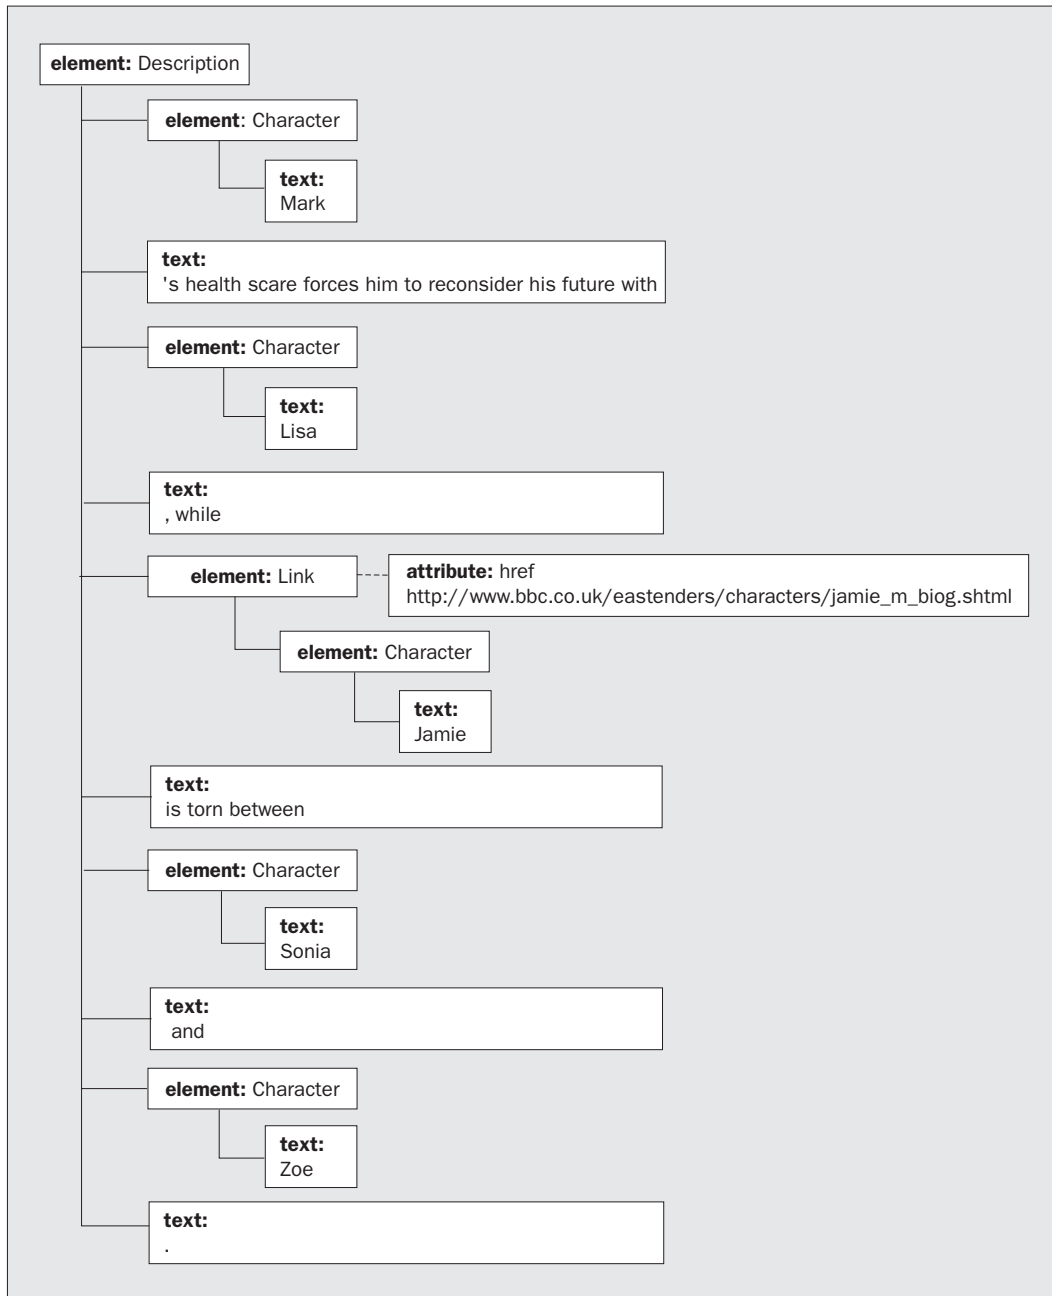 element: Description
element: Character
text:
Mark
text:
's health scare forces him to reconsider his future with
element: Character
text:
Lisa
text:
, while
element: Link
attribute: href
http://www.bbc.co.uk/eastenders/characters/jamie_m_biog.shtml
element: Character
text:
Jamie
text:
is torn between
element: Character
text:
Sonia
text:
and
element: Character
text:
Zoe
text:
.